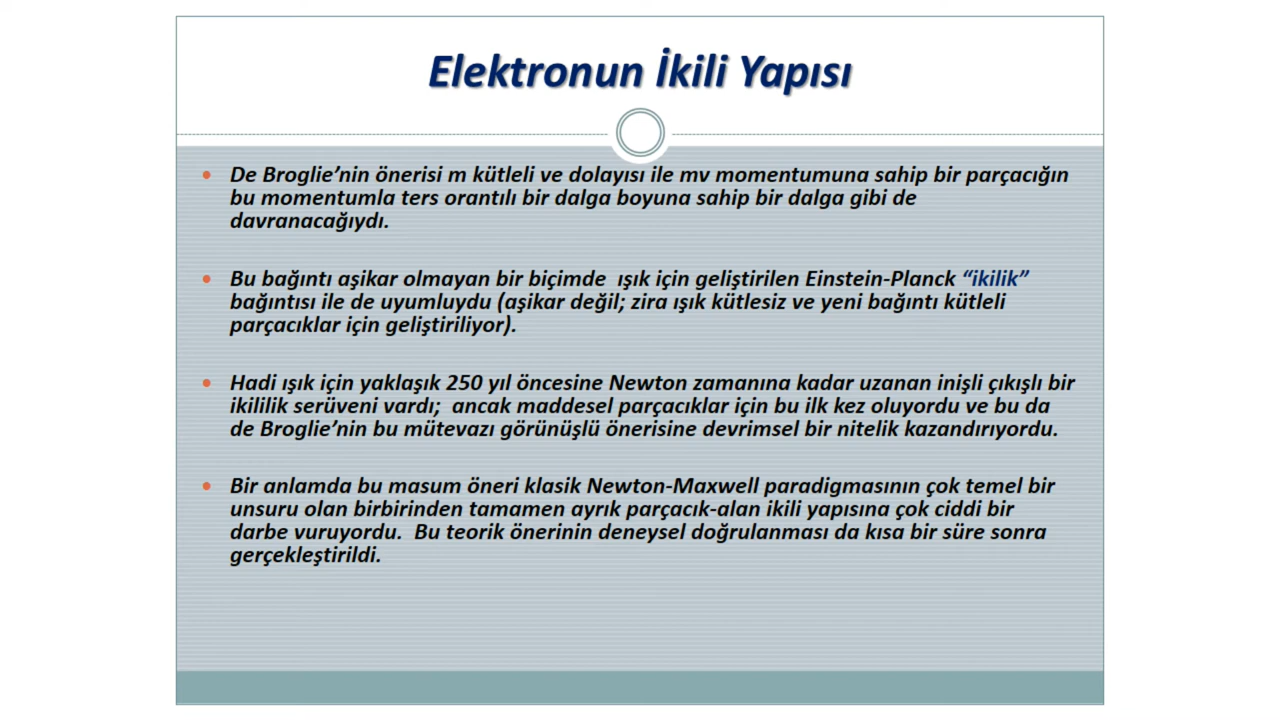 Elektronun İkili Yapısı
• De Broglie’nin önerisi m kütleli ve dolayısı ile mv momentumuna sahip bir parçacığın
bu momentumla ters orantılı bir dalga boyuna sahip bir dalga gibi de
davranacağıydı.
• Bu bağıntı aşikar olmayan bir biçimde ışık için geliştirilen Einstein-Planck “ikilik”
bağıntısı ile de uyumluydu (aşikar değil; zira ışık kütlesiz ve yeni bağıntı kütleli
parçacıklar için geliştiriliyor).
• Hadi ışık için yaklaşık 250 yıl öncesine Newton zamanına kadar uzanan inişli çıkışlı bir
ikililik serüveni vardı; ancak maddesel parçacıklar için bu ilk kez oluyordu ve bu da
de Broglie’nin bu mütevazı görünüşlü önerisine devrimsel bir nitelik kazandırıyordu.
• Bir anlamda bu masum öneri klasik Newton-Maxwell paradigmasının çok temel bir
unsuru olan birbirinden tamamen ayrık parçacık-alan ikili yapısına çok ciddi bir
darbe vuruyordu. Bu teorik önerinin deneysel doğrulanması da kısa bir süre sonra
gerçekleştirildi.